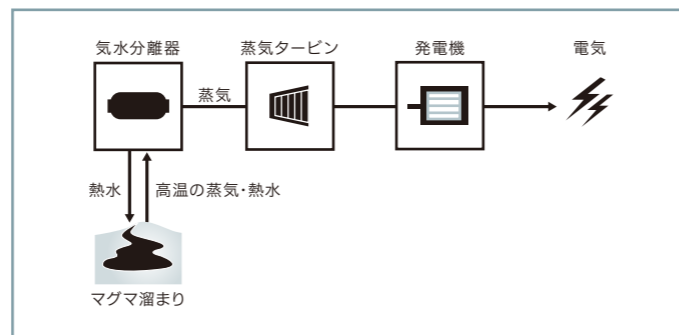 気水分離器
蒸気タービン
発電機
電気
蒸気
熱水
高温の蒸気・熱水
マグマ溜まり